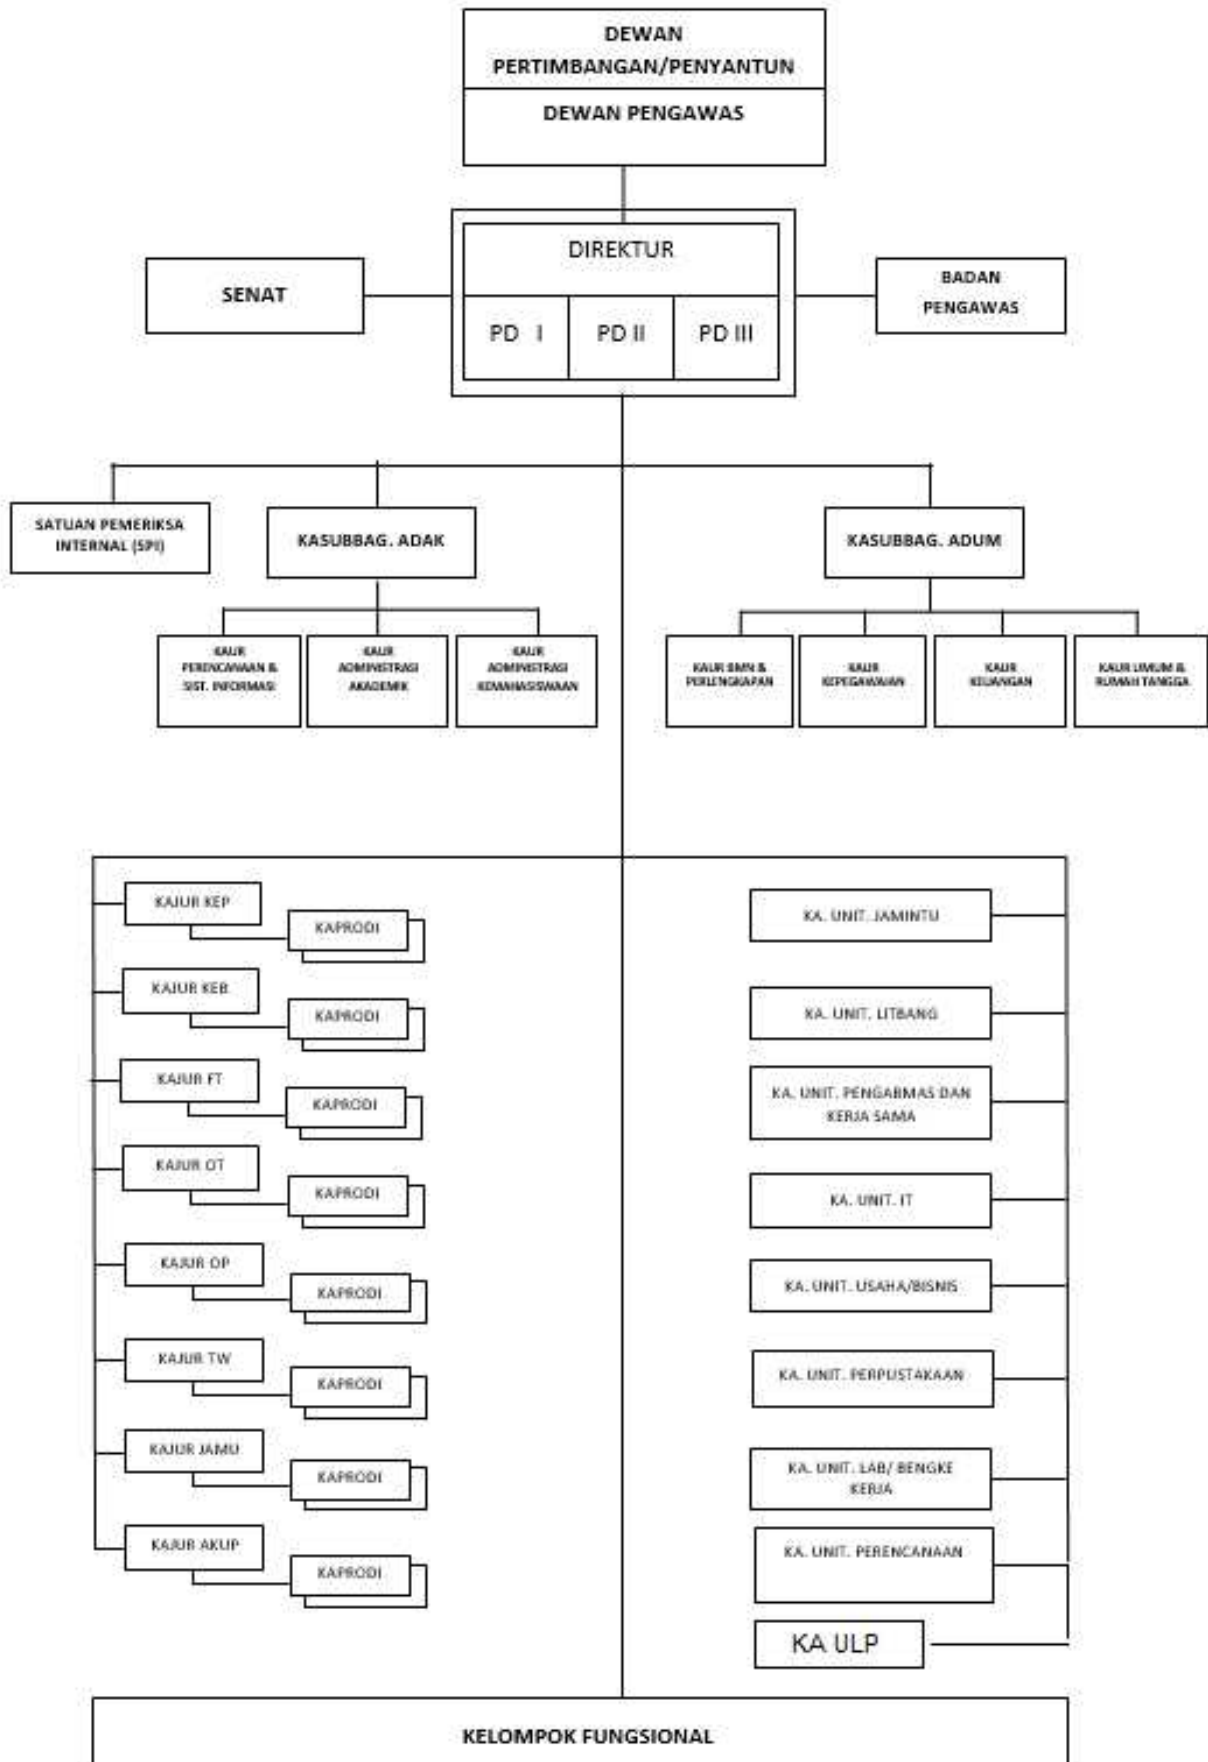 DEWAN
PERTIMBANGAN/PENYANTUN
DEWAN PENGAWAS
DIREKTUR
SENAT
BADAN
PENGAWAS
PD I
PD II
PD III
SATUAN PEMERIKSA
INTERNAL (SPI)
KASUBBAG. ADAK
KASUBBAG. ADUM
KAUR
PERENCANAAN &
SIST. INFORMASI
KAUR
ADMINISTRASI
AKADEMIK
KAUR
ADMINISTRASI
KEMAHASISWAAN
KAUR BMN &
PERLENGKAPAN
KAUR
KEPEGAWAIAN
KAUR
KEUANGAN
KAUR UMUM &
RUMAH TANGGA
KAJUR KEP
KAPRODI
KAJUR KEB
KAPRODI
KAJUR FT
KAPRODI
KAJUR OT
KAPRODI
KAJUR OP
KAPRODI
KAJUR TW
KAPRODI
KAJUR JAMU
KAPRODI
KAJUR AKUP
KAPRODI
KA. UNIT. JAMINTU
KA. UNIT. LITBANG
KA. UNIT. PENGABMAS DAN
KERJA SAMA
KA. UNIT. IT
KA. UNIT. USAHA/BISNIS
KA. UNIT. PERPUSTAKAAN
KA. UNIT. LAB/ BENGKE
KERJA
KA. UNIT. PERENCANAAN
KA ULP
KELOMPOK FUNGSIONAL